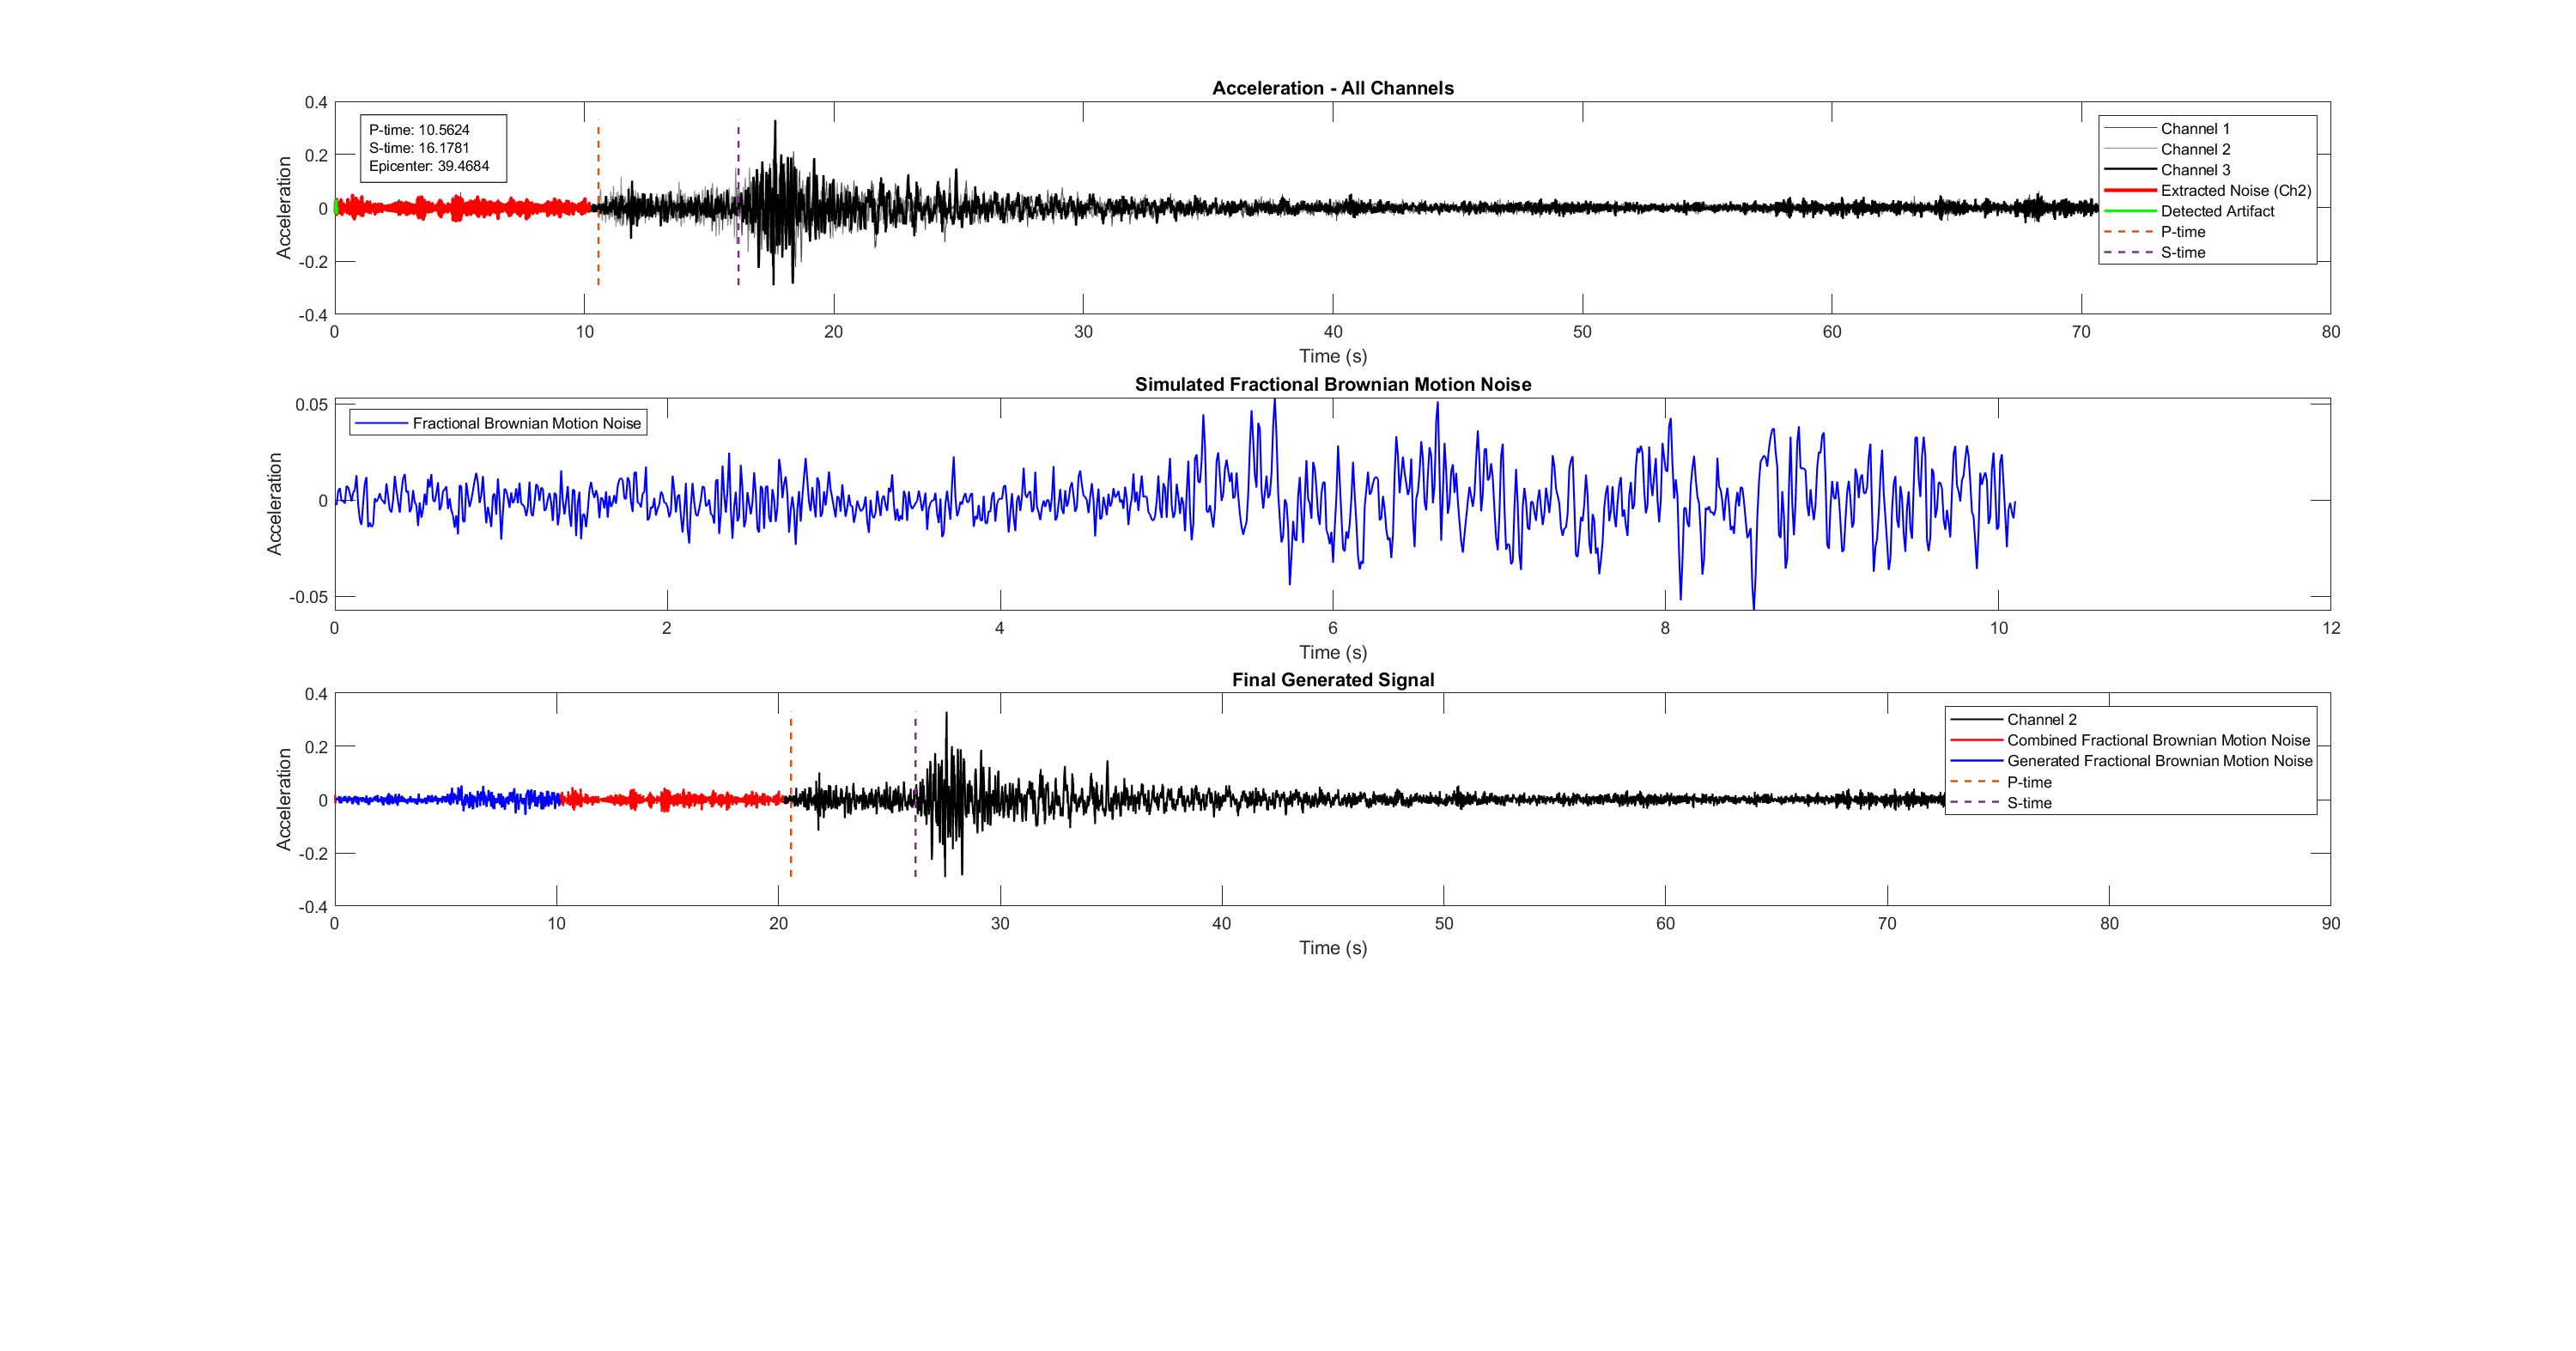 Acceleration - All Channels
0.4
0.2
0
-0.2
-0.4
Acceleration
P-time: 10.5624
S-time: 16.1781
Epicenter: 39.4684
Channel 1
Channel 2
Channel 3
Extracted Noise (Ch2)
Detected Artifact
P-time
S-time
0 10 20 30 40 50 60 70 80
Time (s)
Simulated Fractional Brownian Motion Noise
0.05
0
-0.05
Acceleration
Fractional Brownian Motion Noise
0 2 4 6 8 10 12
Time (s)
Final Generated Signal
0.4
0.2
0
-0.2
-0.4
Acceleration
Channel 2
Combined Fractional Brownian Motion Noise
Generated Fractional Brownian Motion Noise
P-time
S-time
0 10 20 30 40 50 60 70 80 90
Time (s)